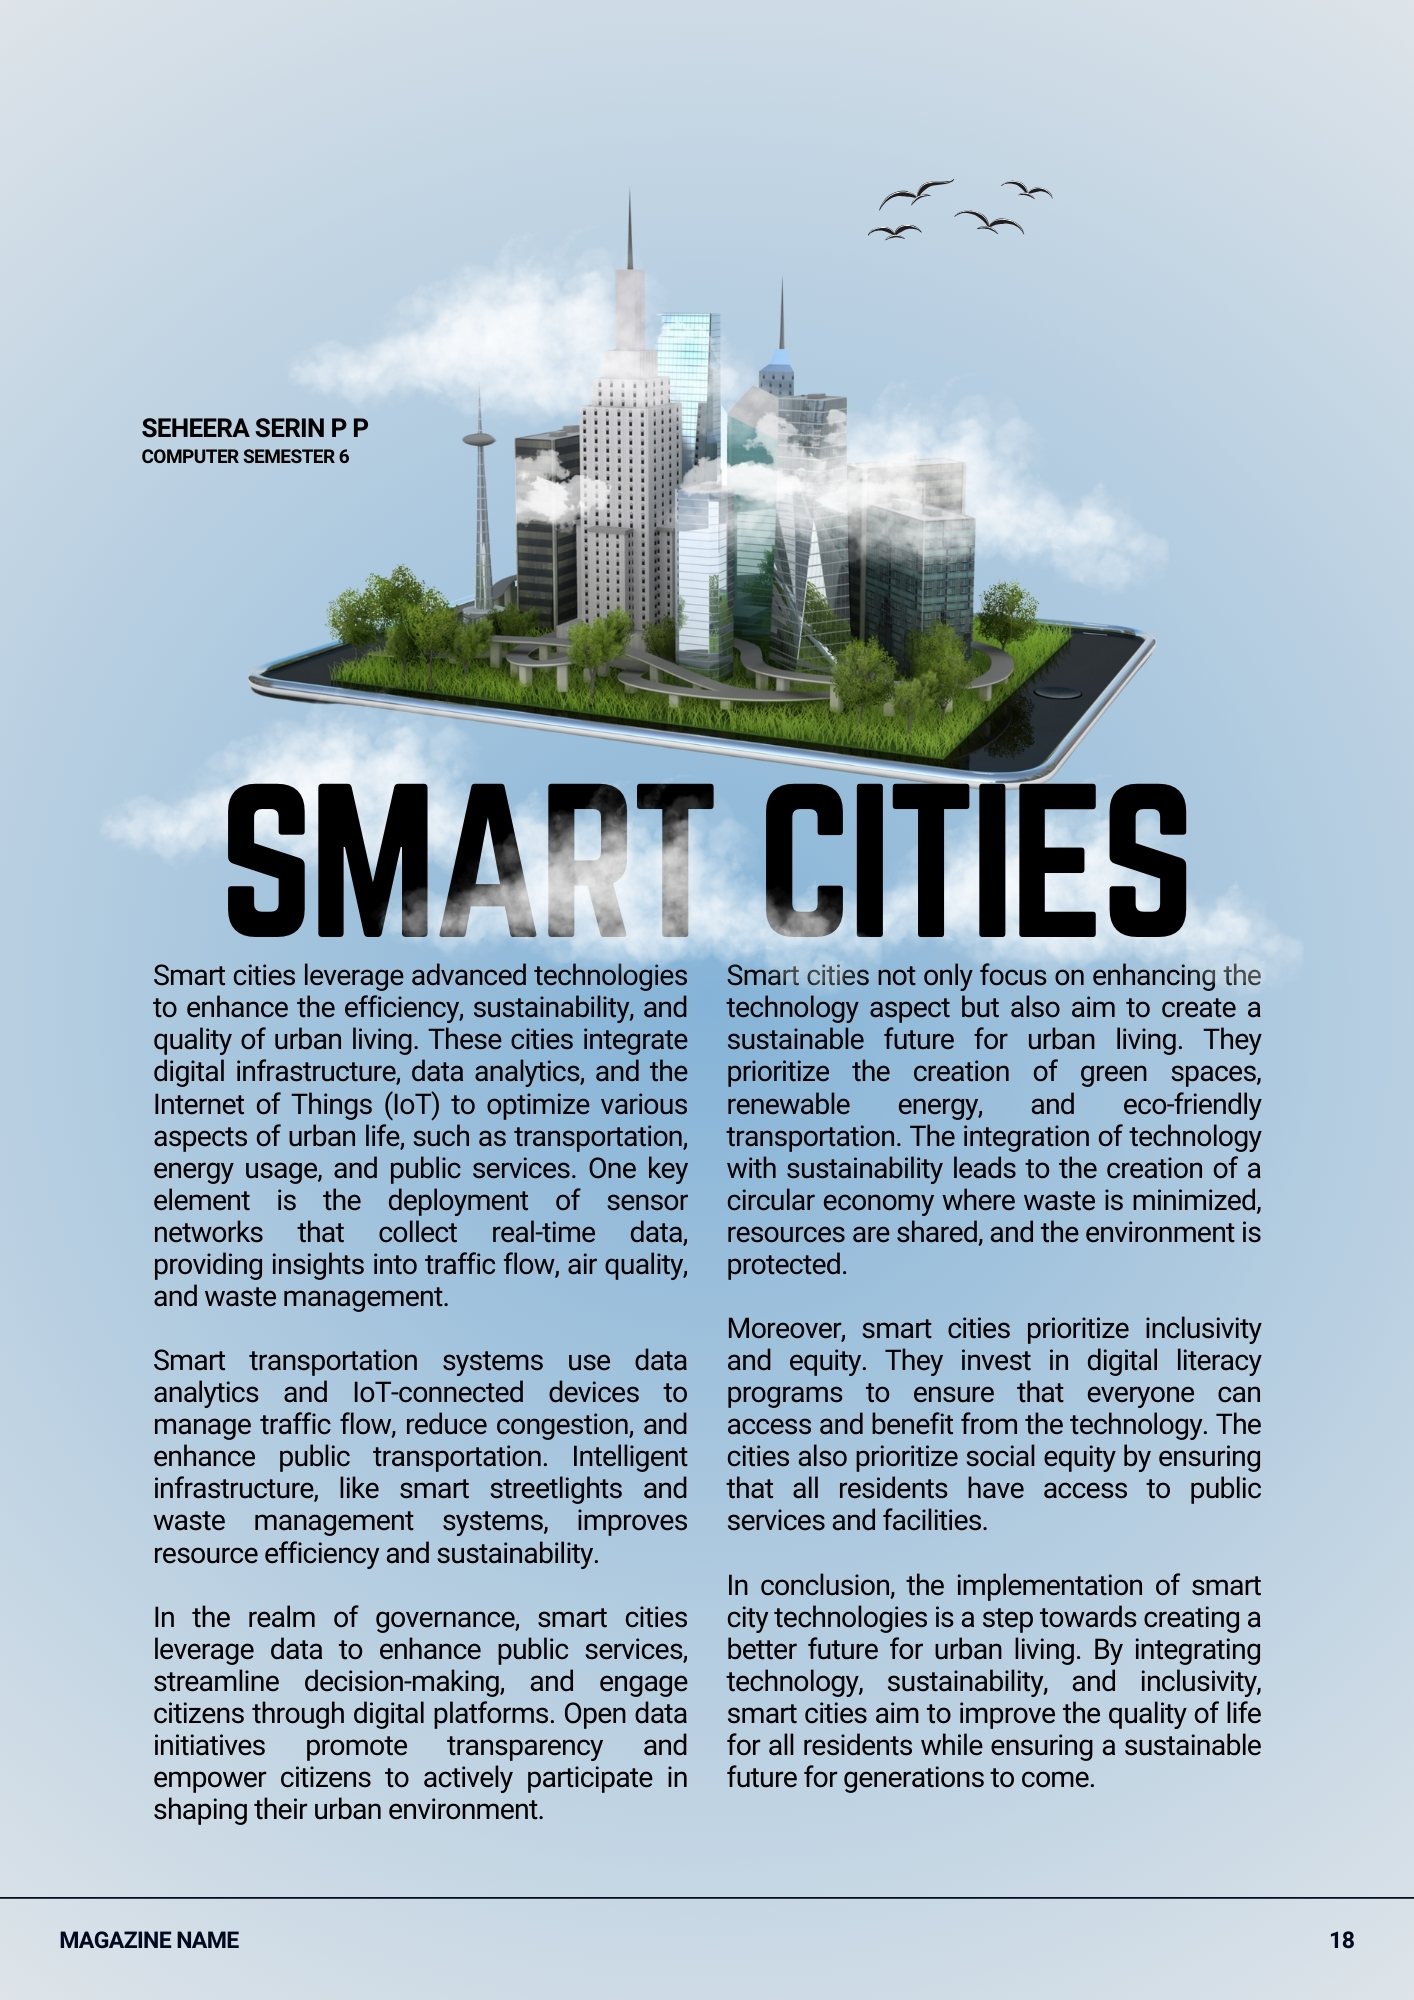 SEHEERA SERIN P P
COMPUTER SEMESTER 6
SMART CITIES
Smart cities leverage advanced technologies
to enhance the efficiency, sustainability, and
quality of urban living. These cities integrate
digital infrastructure, data analytics, and the
Internet of Things (IoT) to optimize various
aspects of urban life, such as transportation,
energy usage, and public services. One key
element is the deployment of sensor
networks that collect real-time data,
providing insights into traffic flow, air quality,
and waste management.
Smart transportation systems use data
analytics and IoT-connected devices to
manage traffic flow, reduce congestion, and
enhance public transportation. Intelligent
infrastructure, like smart streetlights and
waste management systems, improves
resource efficiency and sustainability.
In the realm of governance, smart cities
leverage data to enhance public services,
streamline decision-making, and engage
citizens through digital platforms. Open data
initiatives promote transparency and
empower citizens to actively participate in
shaping their urban environment.
Smart cities not only focus on enhancing the
technology aspect but also aim to create a
sustainable future for urban living. They
prioritize the creation of green spaces,
renewable energy, and eco-friendly
transportation. The integration of technology
with sustainability leads to the creation of a
circular economy where waste is minimized,
resources are shared, and the environment is
protected.
Moreover, smart cities prioritize inclusivity
and equity. They invest in digital literacy
programs to ensure that everyone can
access and benefit from the technology. The
cities also prioritize social equity by ensuring
that all residents have access to public
services and facilities.
In conclusion, the implementation of smart
city technologies is a step towards creating a
better future for urban living. By integrating
technology, sustainability, and inclusivity,
smart cities aim to improve the quality of life
for all residents while ensuring a sustainable
future for generations to come.
MAGAZINE NAME
18